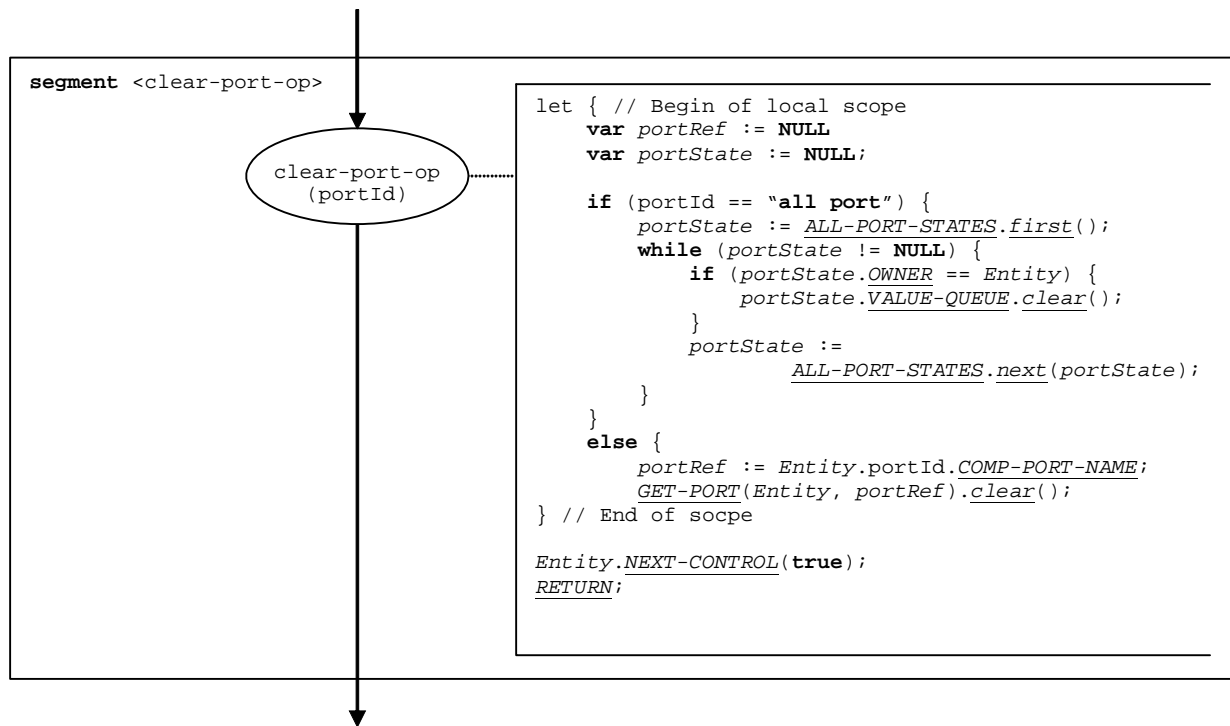 segment <clear-port-op>
clear-port-op
(portId)
let { // Begin of local scope
var portRef := NULL
var portState := NULL;
if (portId == “all port”) {
portState := ALL-PORT-STATES.first();
while (portState != NULL) {
if (portState.OWNER == Entity) {
portState.VALUE-QUEUE.clear();
}
portState :=
ALL-PORT-STATES.next(portState);
}
}
else {
portRef := Entity.portId.COMP-PORT-NAME;
GET-PORT(Entity, portRef).clear();
} // End of socpe
Entity.NEXT-CONTROL(true);
RETURN;